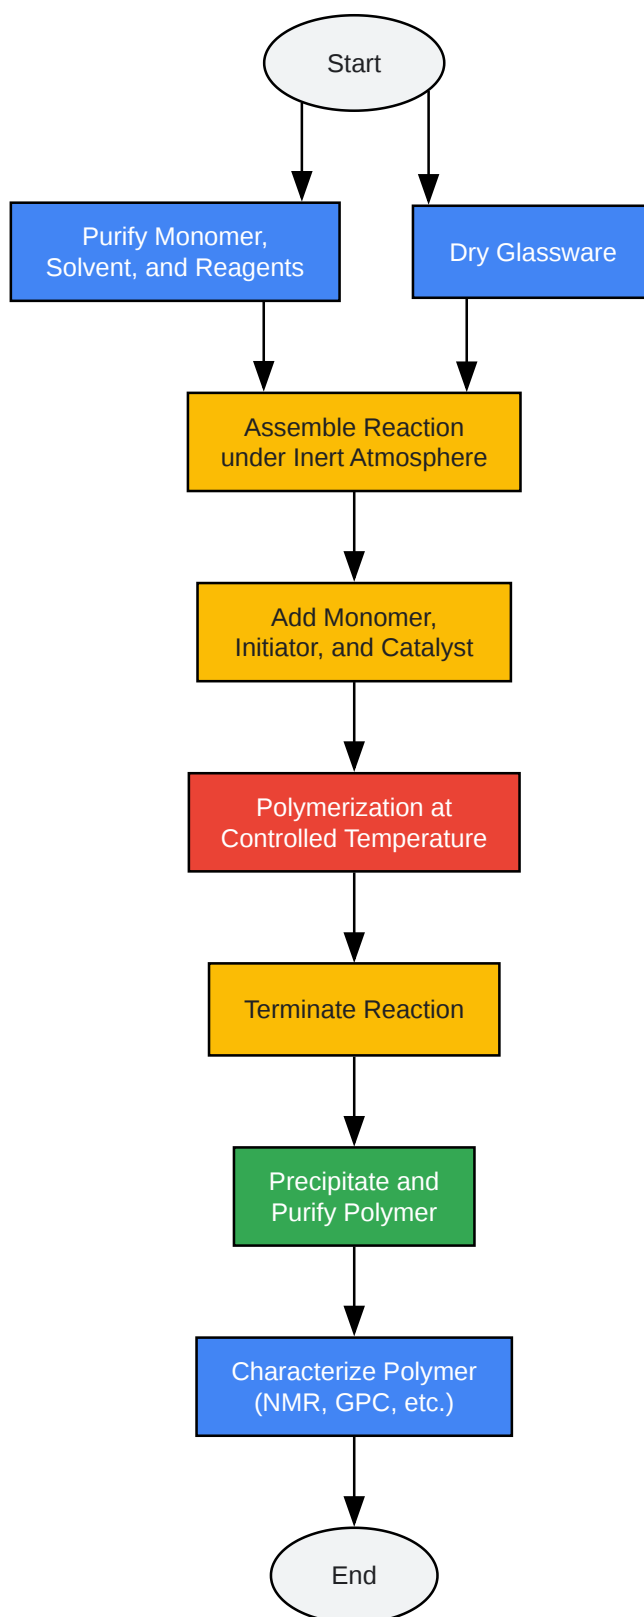 Start
Purify Monomer,
Solvent, and Reagents
Dry Glassware
Assemble Reaction
under Inert Atmosphere
Add Monomer,
Initiator, and Catalyst
Polymerization at
Controlled Temperature
Terminate Reaction
Precipitate and
Purify Polymer
Characterize Polymer
(NMR, GPC, etc.)
End